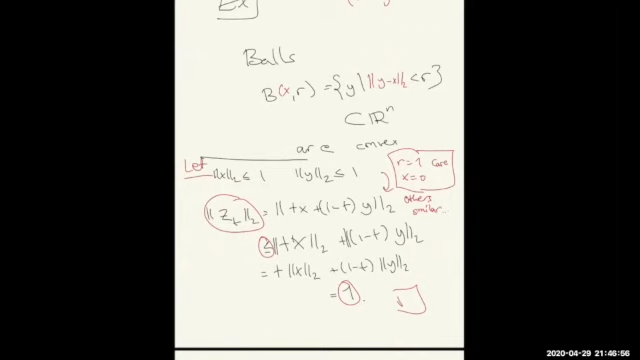 Ex
Balls
B(x,r) = {y | ||y-x||₂ < r}
⊂ ℝⁿ
are convex
Let ||x||₂ ≤ 1 ||y||₂ ≤ 1
r=1 case
x=0
others
similar...
||z_t||₂ = ||tx+(1-t)y||₂
≤ ||tx||₂ + ||(1-t)y||₂
= t||x||₂ + (1-t)||y||₂
= 1.
2020-04-29 21:46:56